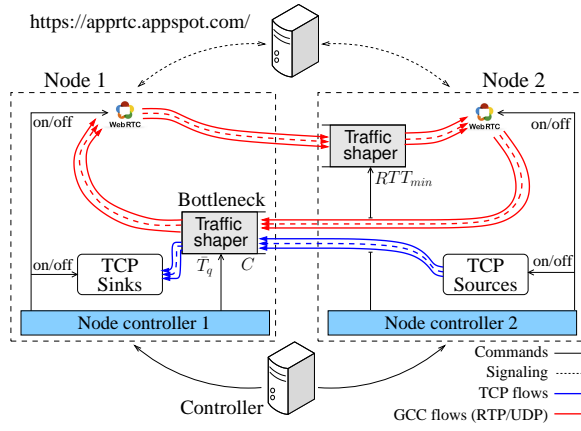 https://apprtc.appspot.com/
Node 1
Node 2
on/off
WebRTC
WebRTC
on/off
Traffic
shaper
RTT_min
Bottleneck
Traffic
shaper
T̄_q
C
on/off
TCP
Sinks
TCP
Sources
on/off
Node controller 1
Node controller 2
Controller
Commands
Signaling
TCP flows
GCC flows (RTP/UDP)